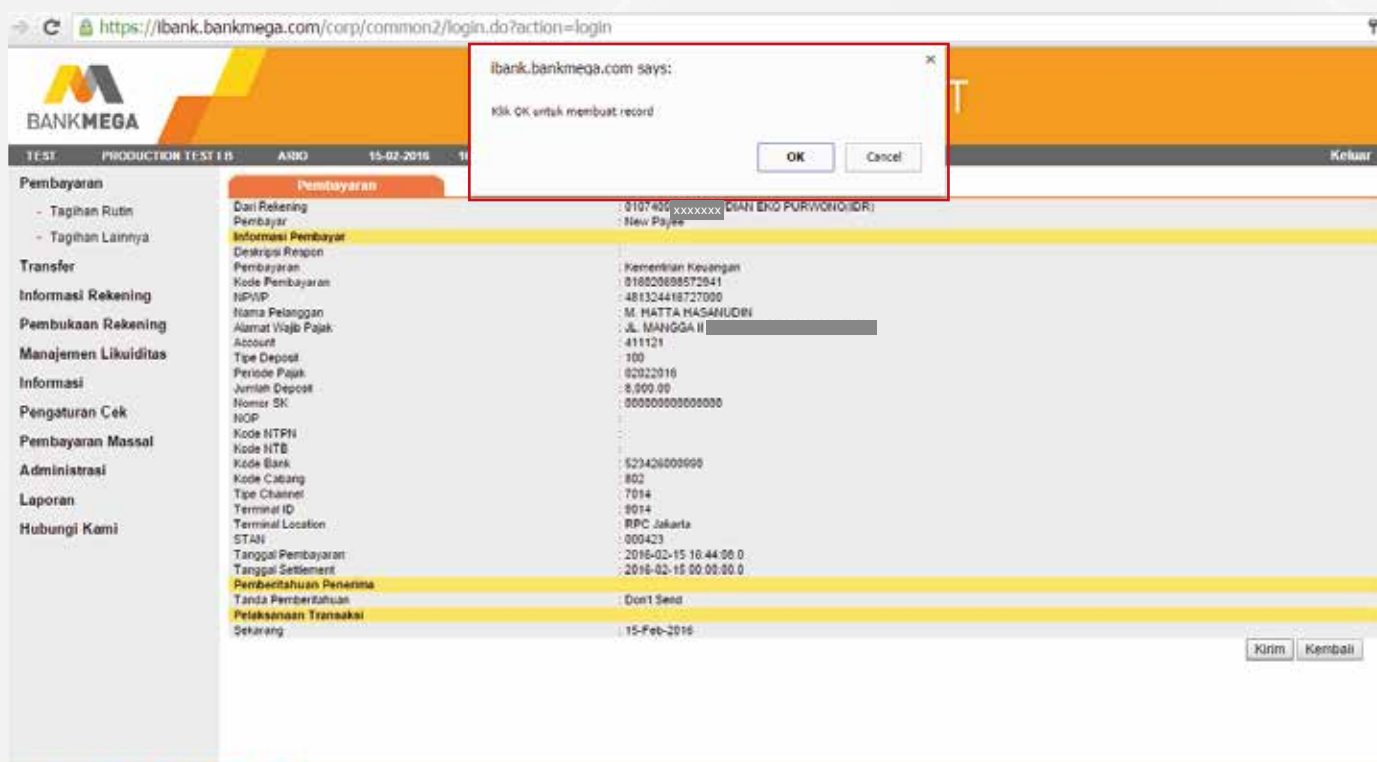 https://ibank.bankmega.com/corp/common2/login.do?action=login
ibank.bankmega.com says:
Klik OK untuk membuat record
OK Cancel
BANKMEGA
T
TEST PRODUCTION TEST 1 B ARIO 15-02-2016 Keluar
Pembayaran
- Tagihan Rutin
- Tagihan Lainnya
Transfer
Informasi Rekening
Pembukaan Rekening
Manajemen Likuiditas
Informasi
Pengaturan Cek
Pembayaran Massal
Administrasi
Laporan
Hubungi Kami
Pembayaran
Dari Rekening : 0107400 xxxxxxx DIAN EKO PURWONO(IDR)
Pembayar : New Payee
Informasi Pembayar
Deskripsi Respon :
Pembayaran : Kementrian Keuangan
Kode Pembayaran : 016020698572941
NPWP : 481324418727000
Nama Pelanggan : M. HATTA HASANUDIN
Alamat Wajib Pajak : JL. MANGGA II
Account : 411121
Tipe Deposit : 100
Periode Pajak : 02022016
Jumlah Deposit : 8,000.00
Nomor SK : 000000000000000
NOP :
Kode NTPN :
Kode NTB :
Kode Bank : 523426000990
Kode Cabang : 802
Tipe Channel : 7014
Terminal ID : 9014
Terminal Location : RPC Jakarta
STAN : 000423
Tanggal Pembayaran : 2016-02-15 16:44:08.0
Tanggal Settlement : 2016-02-15 00:00:00.0
Pemberitahuan Penerima
Tanda Pemberitahuan : Don't Send
Pelaksanaan Transaksi
Sekarang : 15-Feb-2016
Kirim Kembali